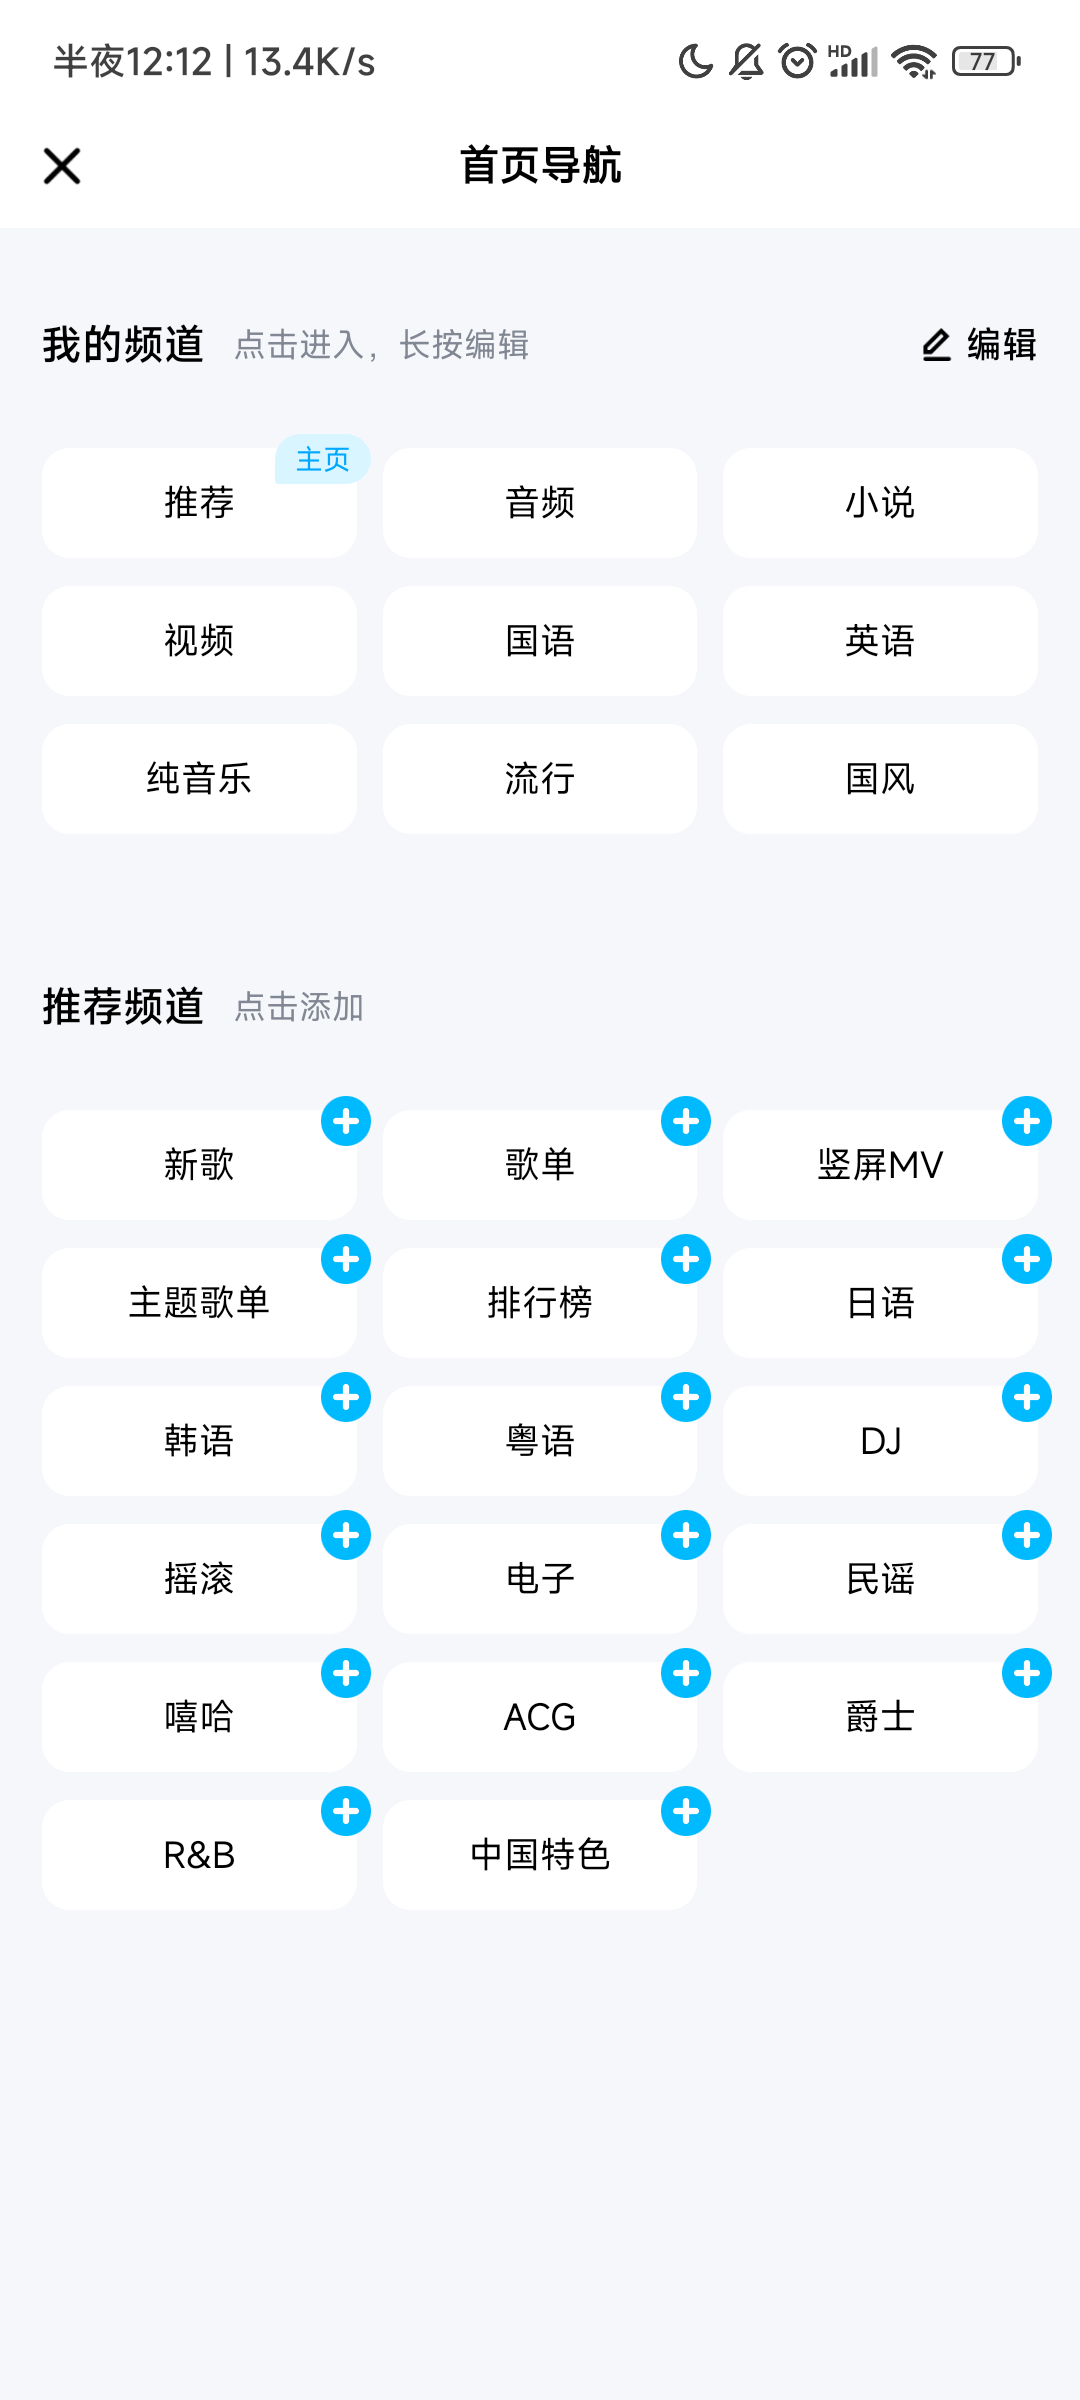 半夜12:12 | 13.4K/s HD 77
首页导航
我的频道 点击进入，长按编辑 编辑
主页
推荐 音频 小说
视频 国语 英语
纯音乐 流行 国风
推荐频道 点击添加
新歌 歌单 竖屏MV
主题歌单 排行榜 日语
韩语 粤语 DJ
摇滚 电子 民谣
嘻哈 ACG 爵士
R&B 中国特色